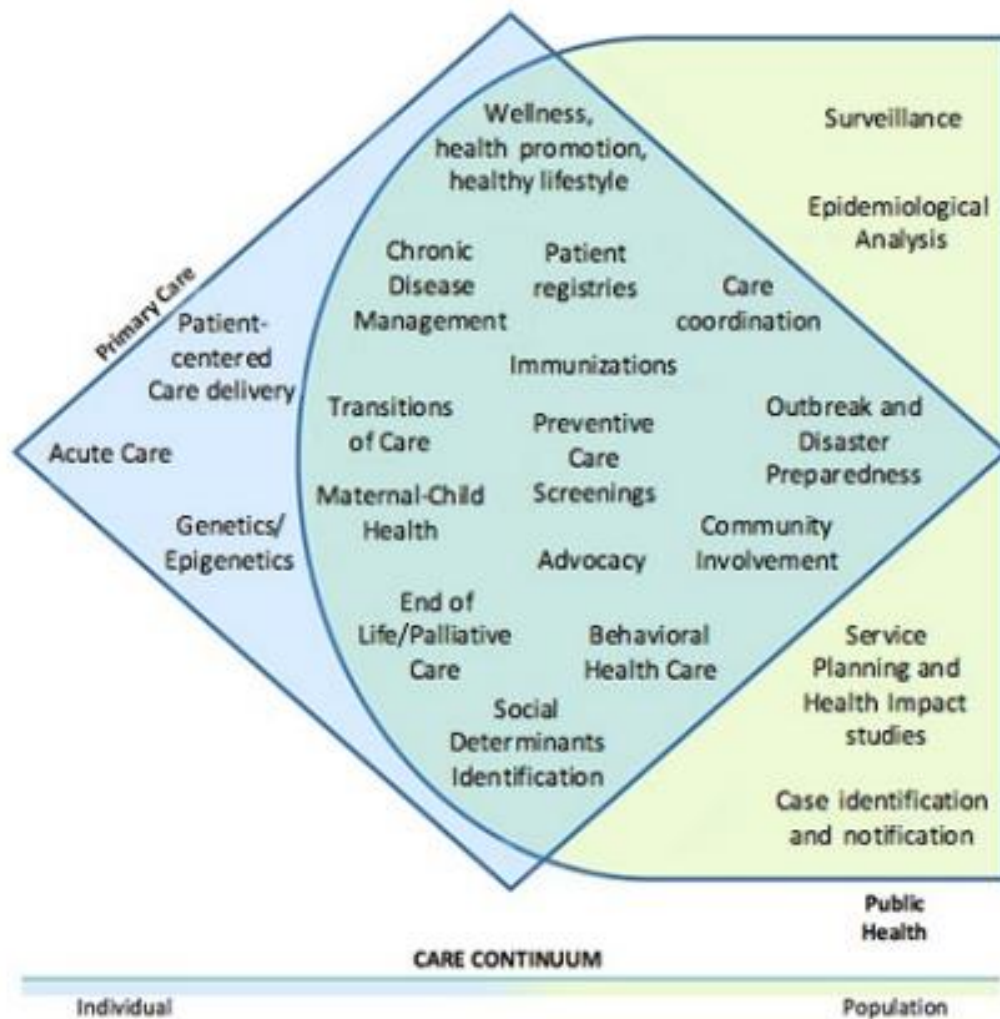 Wellness,
health promotion,
healthy lifestyle
Surveillance
Epidemiological
Analysis
Chronic
Disease
Management
Patient
registries
Care
coordination
Primary Care
Patient-
centered
Care delivery
Immunizations
Transitions
of Care
Preventive
Care
Screenings
Outbreak and
Disaster
Preparedness
Acute Care
Maternal-Child
Health
Genetics/
Epigenetics
Advocacy
Community
Involvement
End of
Life/Palliative
Care
Behavioral
Health Care
Service
Planning and
Health Impact
studies
Social
Determinants
Identification
Case identification
and notification
Public
Health
CARE CONTINUUM
Individual
Population